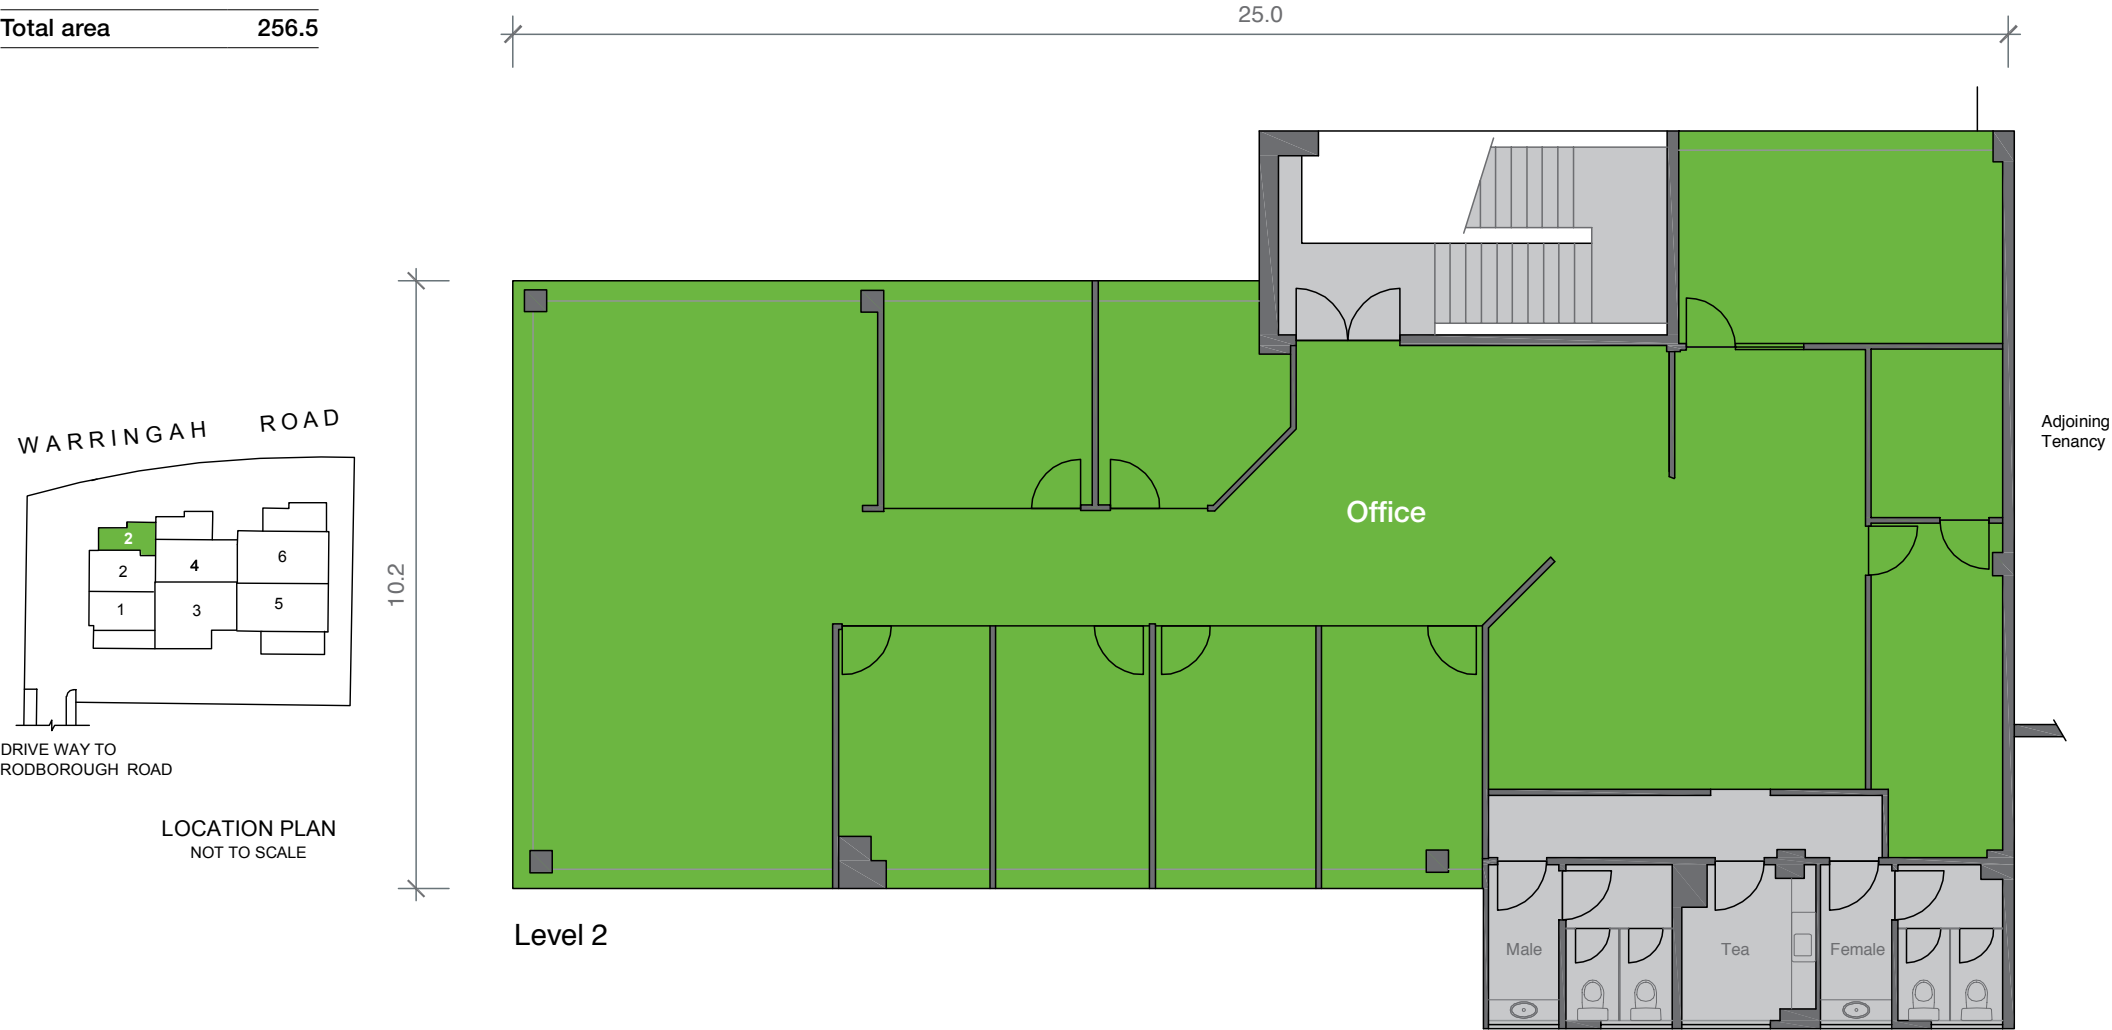 Total area 256.5
25.0
WARRINGAH ROAD
Adjoining
Tenancy
Office
10.2
2
2
4
6
1
3
5
DRIVE WAY TO
RODBOROUGH ROAD
LOCATION PLAN
NOT TO SCALE
Level 2
Male
Tea
Female